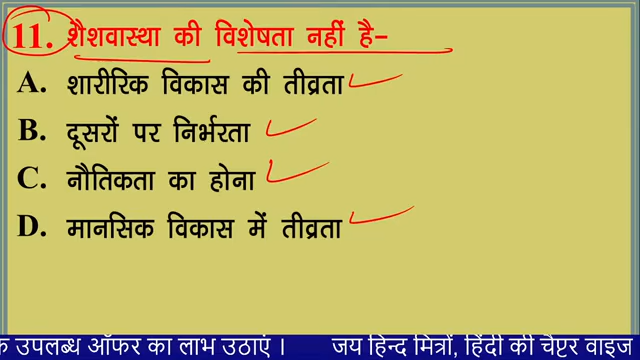 11. शैशवास्था की विशेषता नहीं है-
A. शारीरिक विकास की तीव्रता
B. दूसरों पर निर्भरता
C. नौतिकता का होना
D. मानसिक विकास में तीव्रता
उपलब्ध ऑफर का लाभ उठाएं । जय हिन्द मित्रों, हिंदी की चैप्टर वाइज